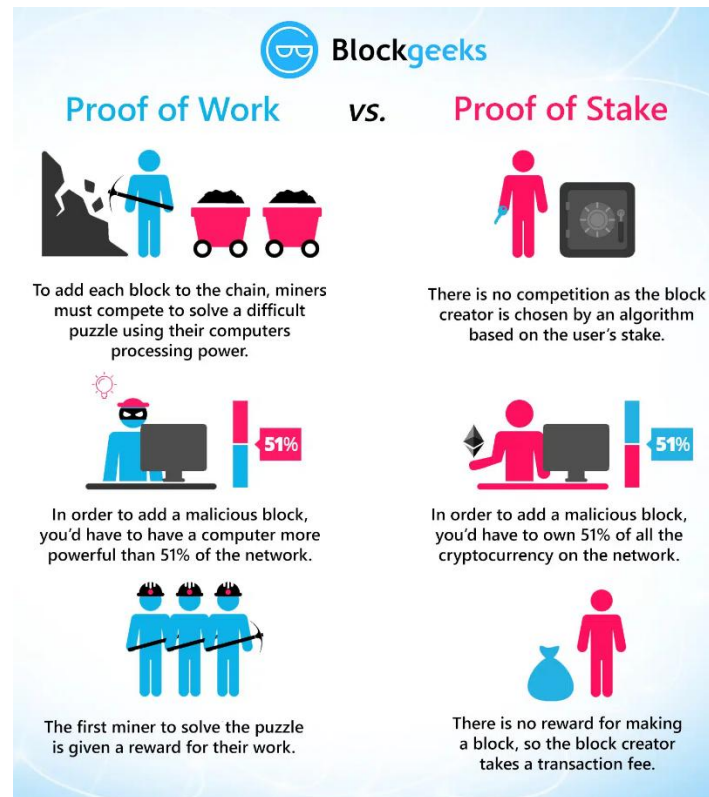 Blockgeeks
Proof of Work vs. Proof of Stake
To add each block to the chain, miners
must compete to solve a difficult
puzzle using their computers
processing power.
There is no competition as the block
creator is chosen by an algorithm
based on the user's stake.
51%
51%
In order to add a malicious block,
you'd have to have a computer more
powerful than 51% of the network.
In order to add a malicious block,
you'd have to own 51% of all the
cryptocurrency on the network.
The first miner to solve the puzzle
is given a reward for their work.
There is no reward for making
a block, so the block creator
takes a transaction fee.